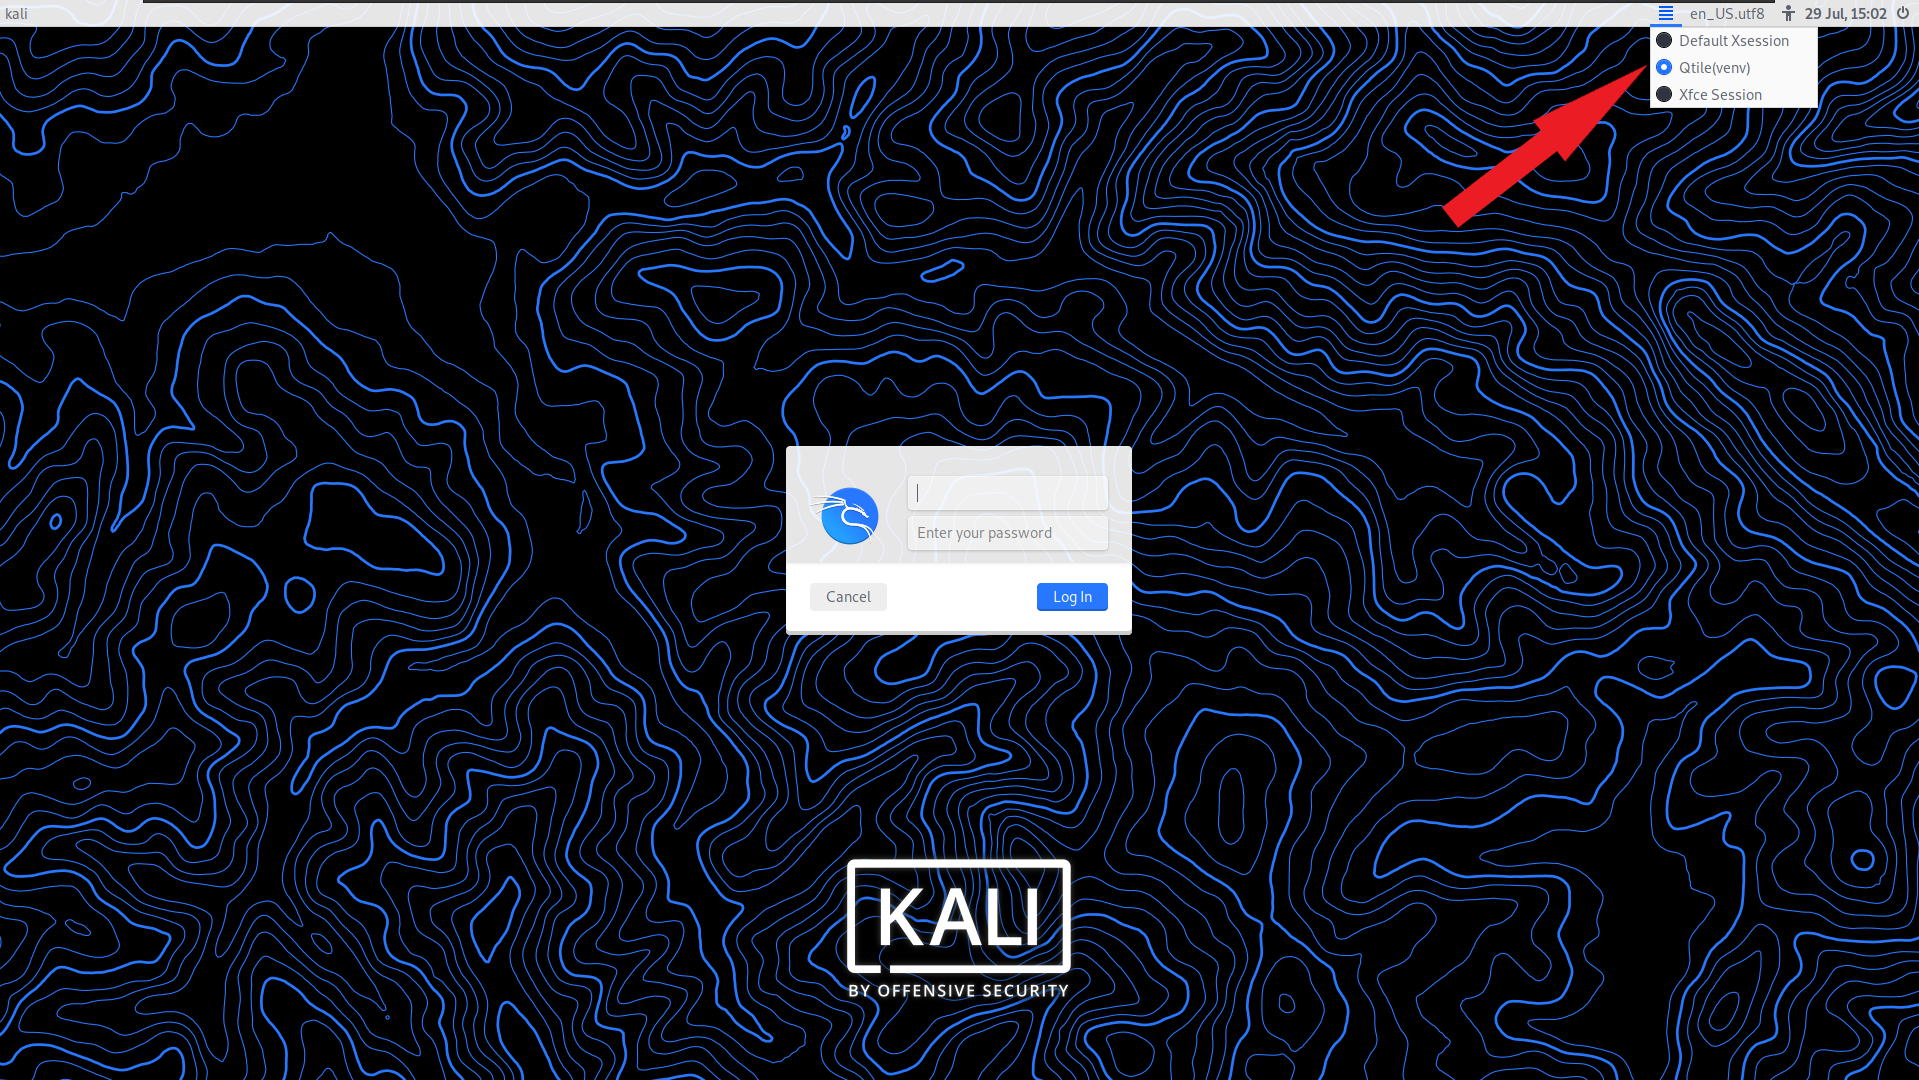 kali
en_US.utf8
29 Jul, 15:02
Default Xsession
Qtile(venv)
Xfce Session
Enter your password
Cancel
Log In
KALI
BY OFFENSIVE SECURITY